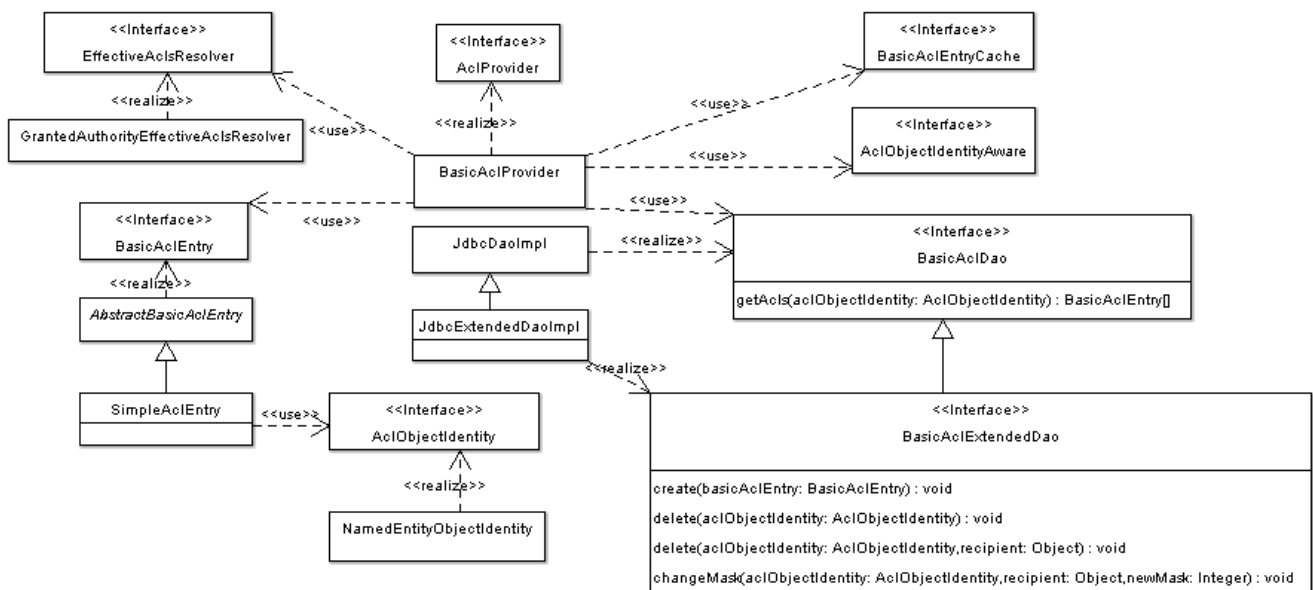 <<Interface>>
EffectiveAclsResolver
<<Interface>>
AclProvider
<<Interface>>
BasicAclEntryCache
<<realize>>
<<use>>
<<realize>>
<<use>>
GrantedAuthorityEffectiveAclsResolver
<<Interface>>
AclObjectIdentityAware
<<use>>
BasicAclProvider
<<Interface>>
BasicAclEntry
<<use>>
<<use>>
<<Interface>>
BasicAclDao
getAcls(aclObjectIdentity: AclObjectIdentity) : BasicAclEntry[]
JdbcDaoImpl
<<realize>>
<<realize>>
AbstractBasicAclEntry
JdbcExtendedDaoImpl
<<realize>>
SimpleAclEntry
<<use>>
<<Interface>>
AclObjectIdentity
<<realize>>
NamedEntityObjectIdentity
<<Interface>>
BasicAclExtendedDao
create(basicAclEntry: BasicAclEntry) : void
delete(aclObjectIdentity: AclObjectIdentity) : void
delete(aclObjectIdentity: AclObjectIdentity,recipient: Object) : void
changeMask(aclObjectIdentity: AclObjectIdentity,recipient: Object,newMask: Integer) : void